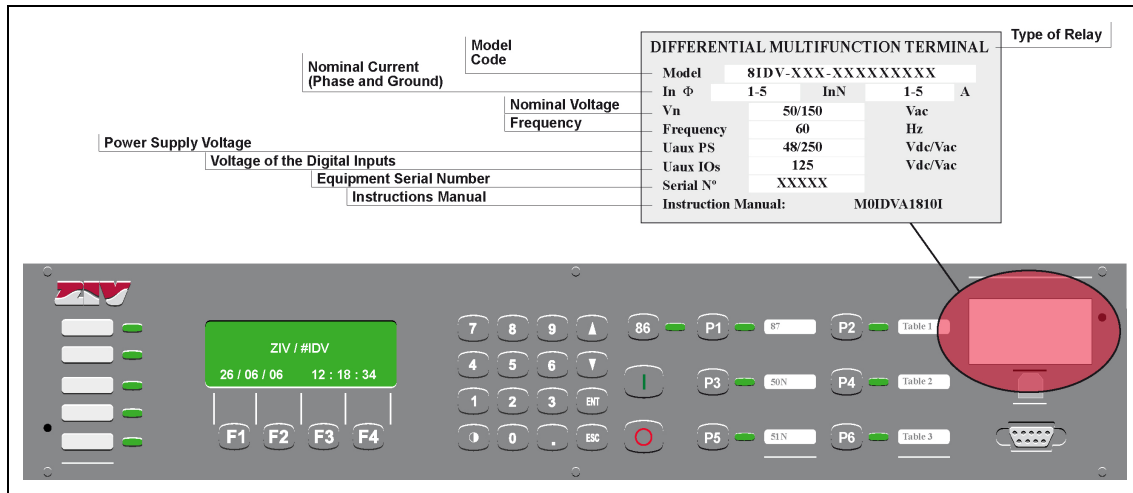 Model
Code
Nominal Current
(Phase and Ground)
Nominal Voltage
Frequency
Power Supply Voltage
Voltage of the Digital Inputs
Equipment Serial Number
Instructions Manual
Type of Relay
DIFFERENTIAL MULTIFUNCTION TERMINAL
Model 8IDV-XXX-XXXXXXXXX
In Φ 1-5 InN 1-5 A
Vn 50/150 Vac
Frequency 60 Hz
Uaux PS 48/250 Vdc/Vac
Uaux IOs 125 Vdc/Vac
Serial Nº XXXXX
Instruction Manual: M0IDVA1810I
ZIV
ZIV / #IDV
26 / 06 / 06 12 : 18 : 34
F1 F2 F3 F4
7 8 9
4 5 6
1 2 3 ENT
0 . ESC
86 P1 87 P2 Table 1
P3 50N P4 Table 2
P5 51N P6 Table 3